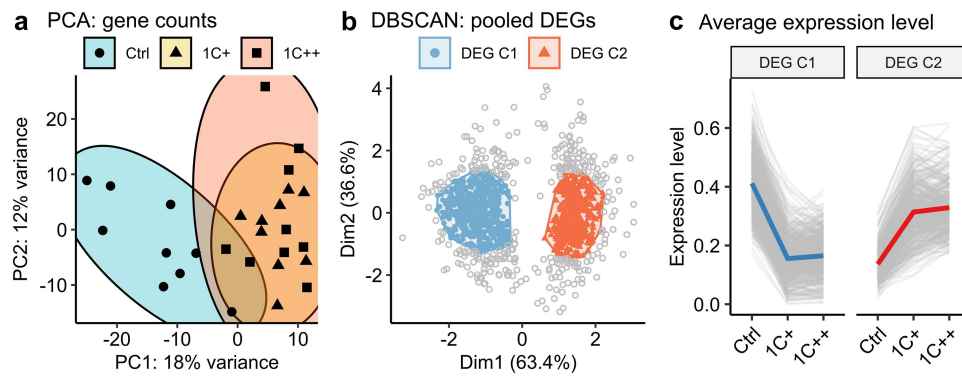 a PCA: gene counts
Ctrl 1C+ 1C++
20
10
0
-10
PC2: 12% variance
-20 -10 0 10
PC1: 18% variance
b DBSCAN: pooled DEGs
DEG C1 DEG C2
4
2
0
-2
Dim2 (36.6%)
-2 0 2
Dim1 (63.4%)
c Average expression level
DEG C1 DEG C2
0.6
0.4
0.2
0.0
Expression level
Ctrl 1C+ 1C++ Ctrl 1C+ 1C++